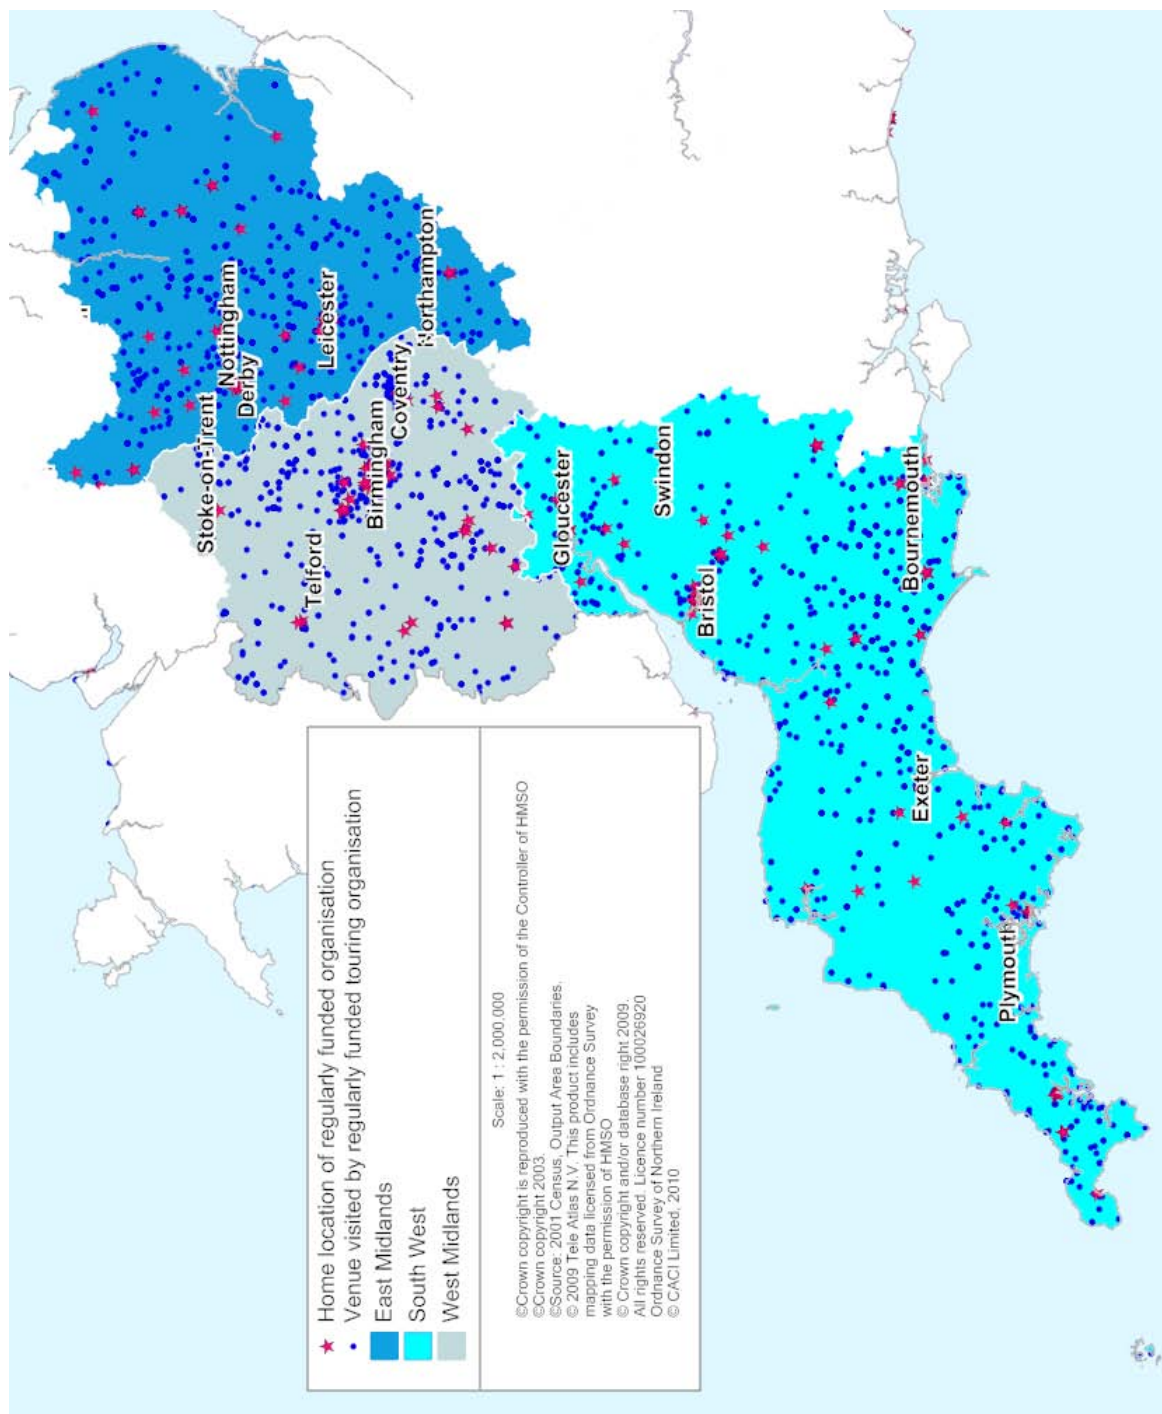 Stoke-on-Trent
Nottingham
Derby
Leicester
Northampton
Telford
Birmingham
Coventry
Gloucester
Swindon
Bristol
Bournemouth
Exeter
Plymouth
Home location of regularly funded organisation
Venue visited by regularly funded touring organisation
East Midlands
South West
West Midlands
Scale: 1 : 2,000,000
©Crown copyright is reproduced with the permission of the Controller of HMSO
©Crown copyright 2003.
©Source: 2001 Census, Output Area Boundaries.
© 2009 Tele Atlas N.V. This product includes
mapping data licensed from Ordnance Survey
with the permission of HMSO
© Crown copyright and/or database right 2009.
All rights reserved. Licence number 100026920
Ordnance Survey of Northern Ireland
© CACI Limited, 2010